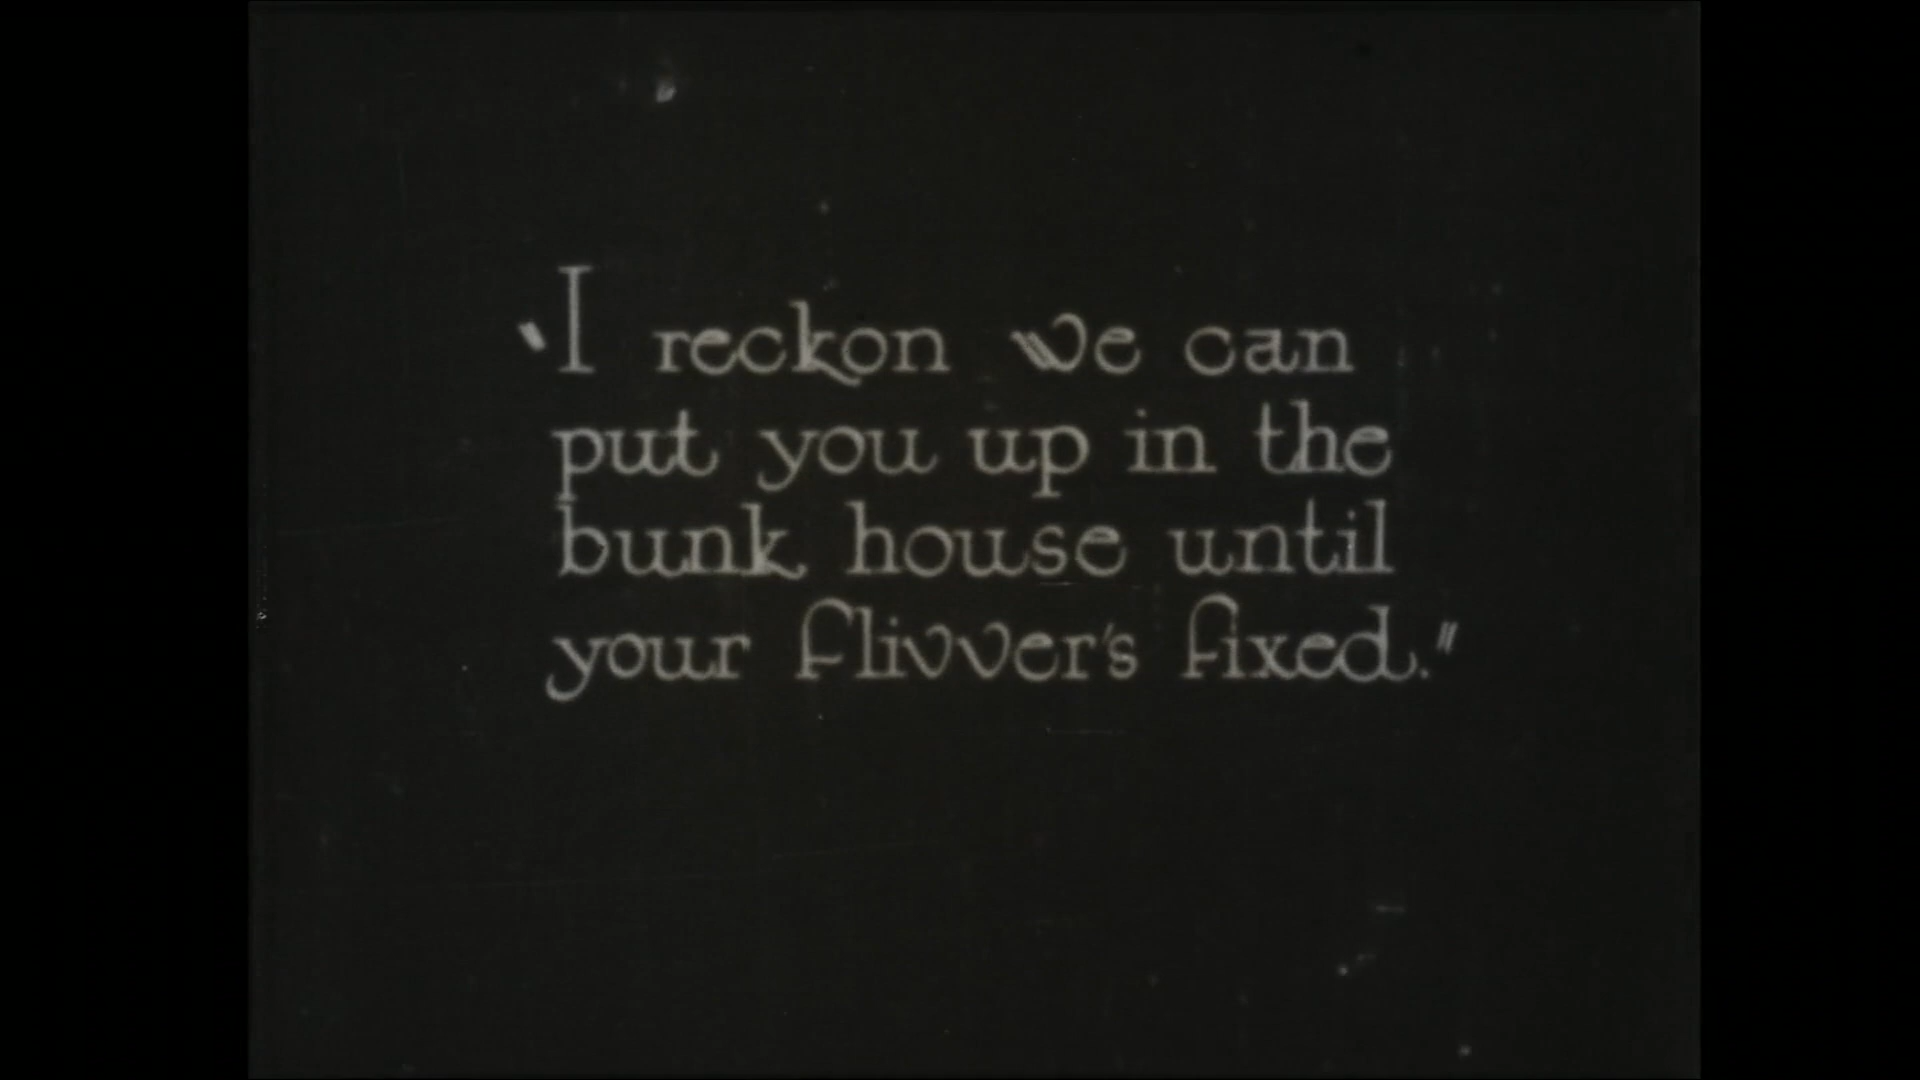 "I reckon we can
put you up in the
bunk house until
your flivver's fixed."